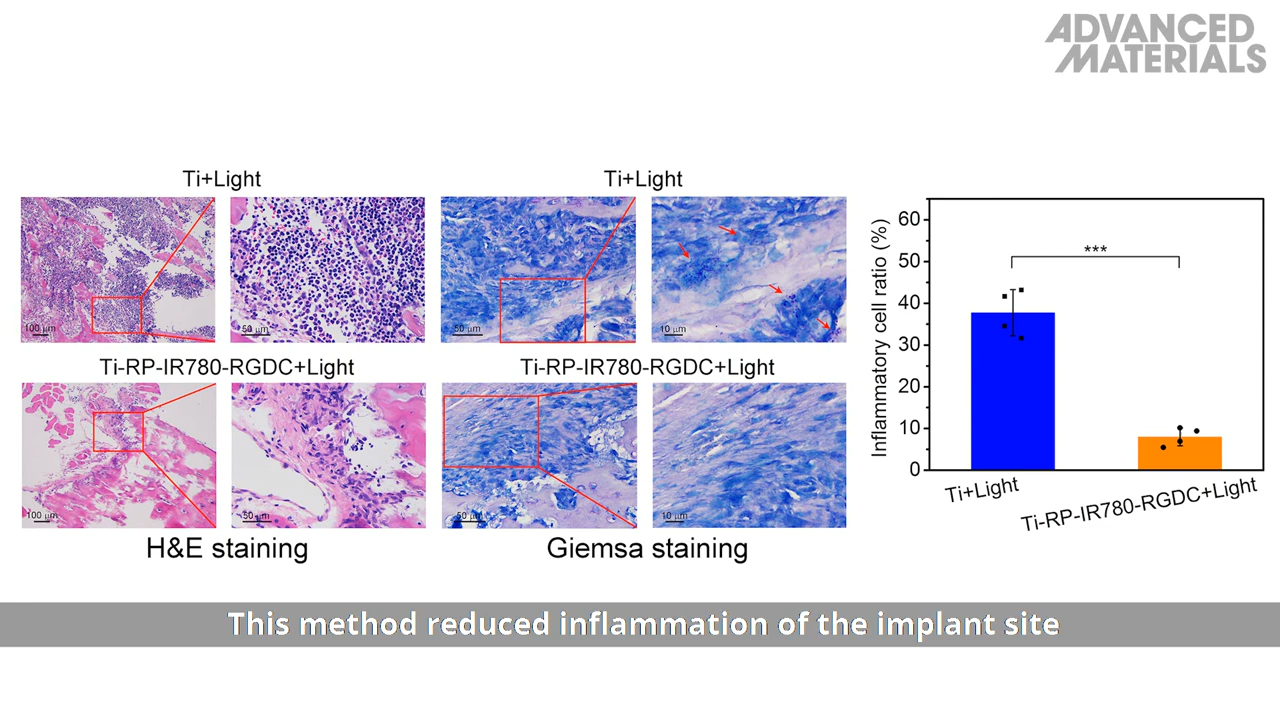 ADVANCED
MATERIALS
Ti+Light
Ti+Light
100 μm
50 μm
50 μm
10 μm
Ti-RP-IR780-RGDC+Light
Ti-RP-IR780-RGDC+Light
100 μm
50 μm
50 μm
10 μm
H&E staining
Giemsa staining
Inflammatory cell ratio (%)
60
50
40
30
20
10
0
***
Ti+Light
Ti-RP-IR780-RGDC+Light
This method reduced inflammation of the implant site